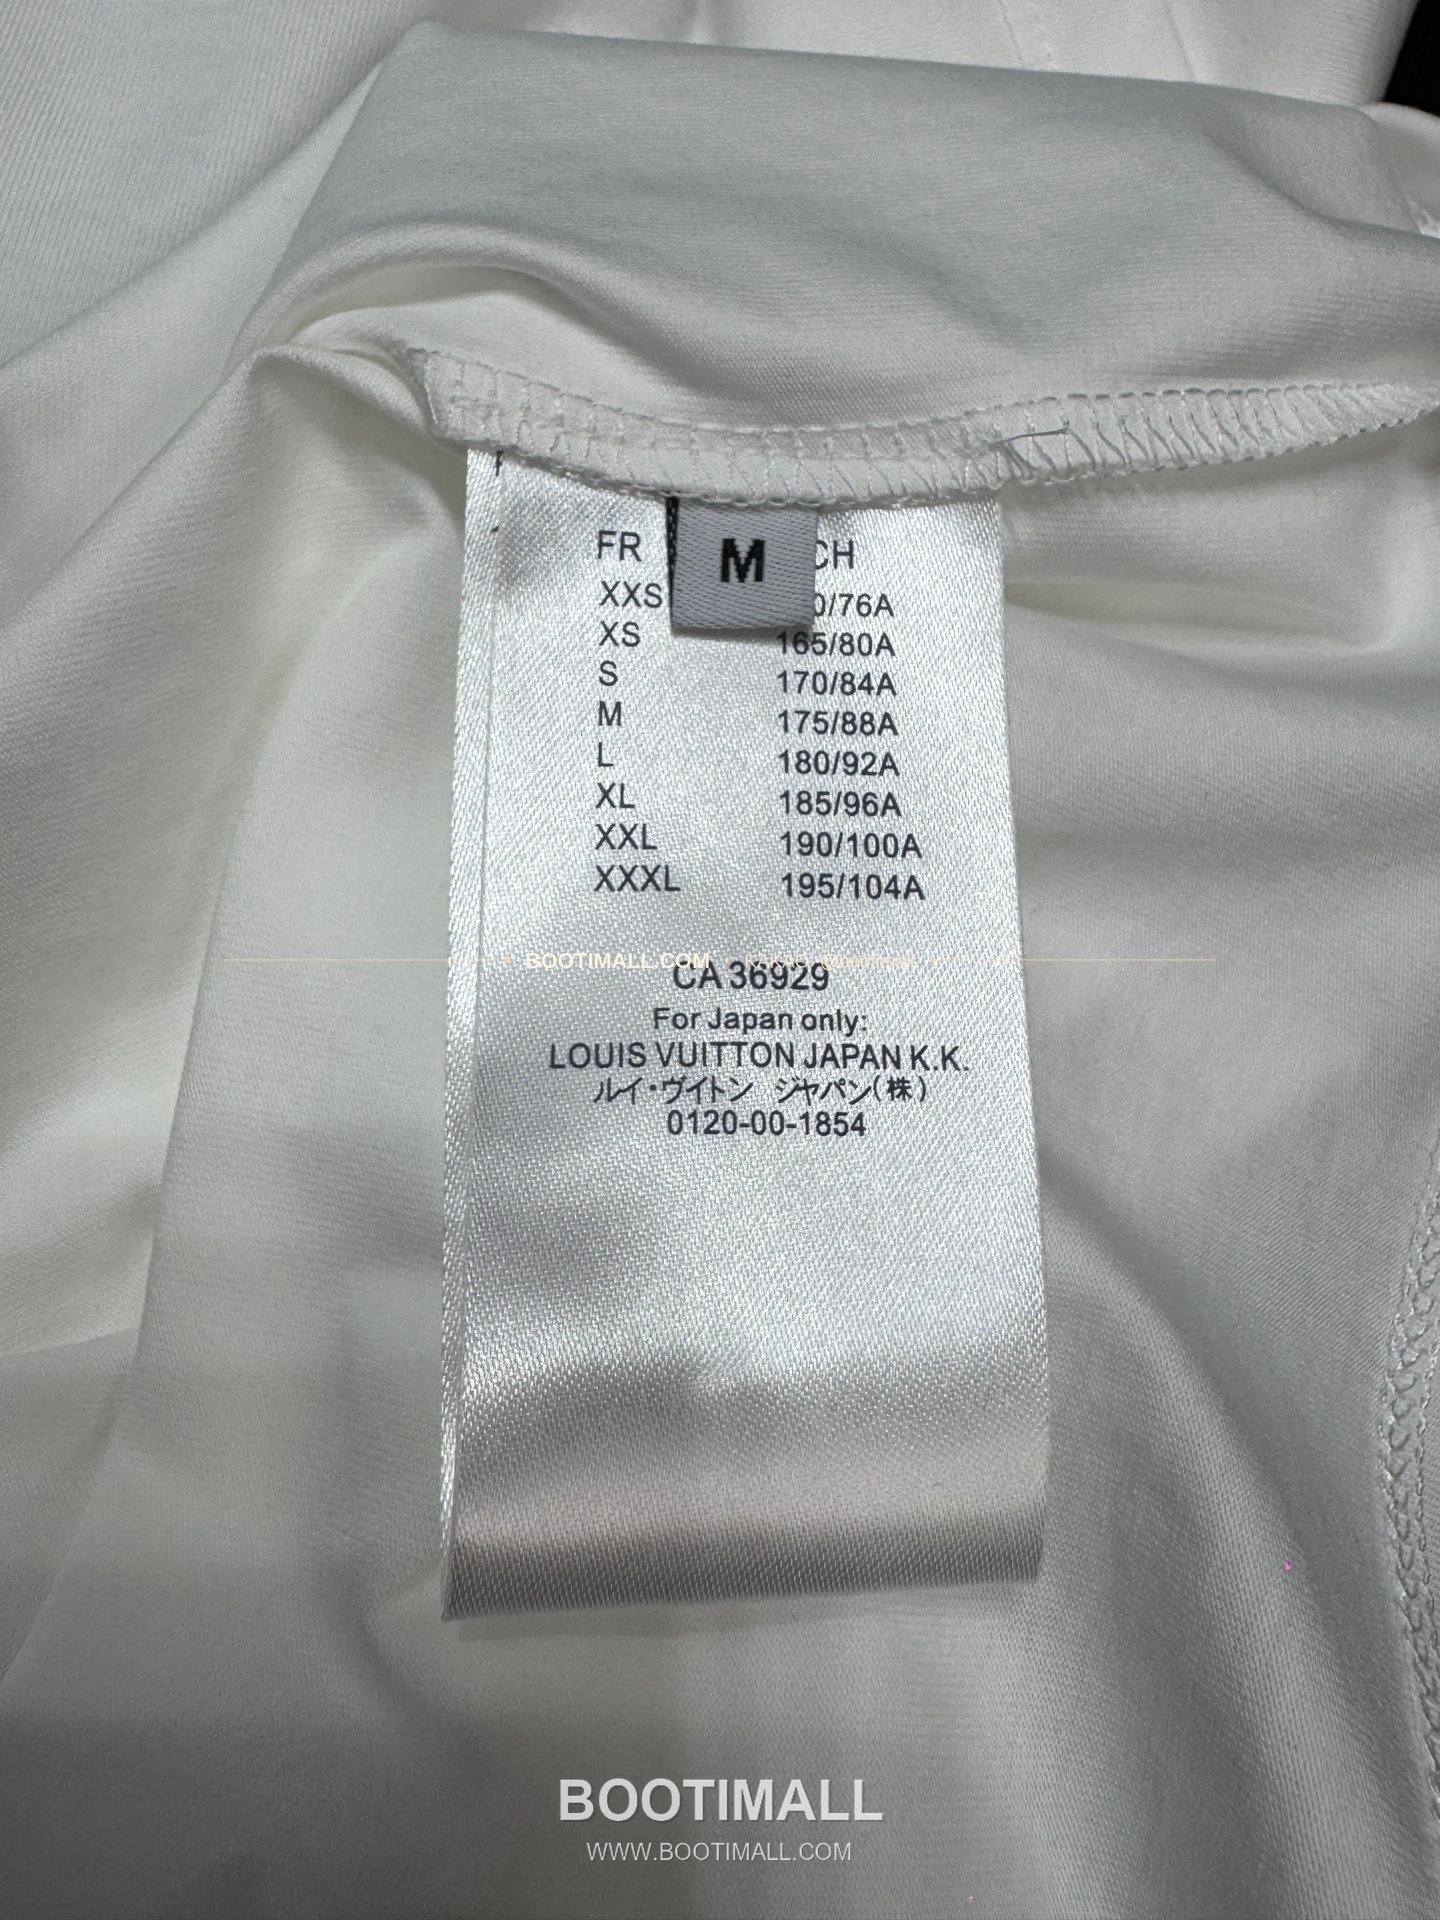 M
FR CH
XXS 0/76A
XS 165/80A
S 170/84A
M 175/88A
L 180/92A
XL 185/96A
XXL 190/100A
XXXL 195/104A
BOOTIMALL.COM
CA 36929
For Japan only:
LOUIS VUITTON JAPAN K.K.
ルイ・ヴイトン ジャパン(株)
0120-00-1854
BOOTIMALL
WWW.BOOTIMALL.COM